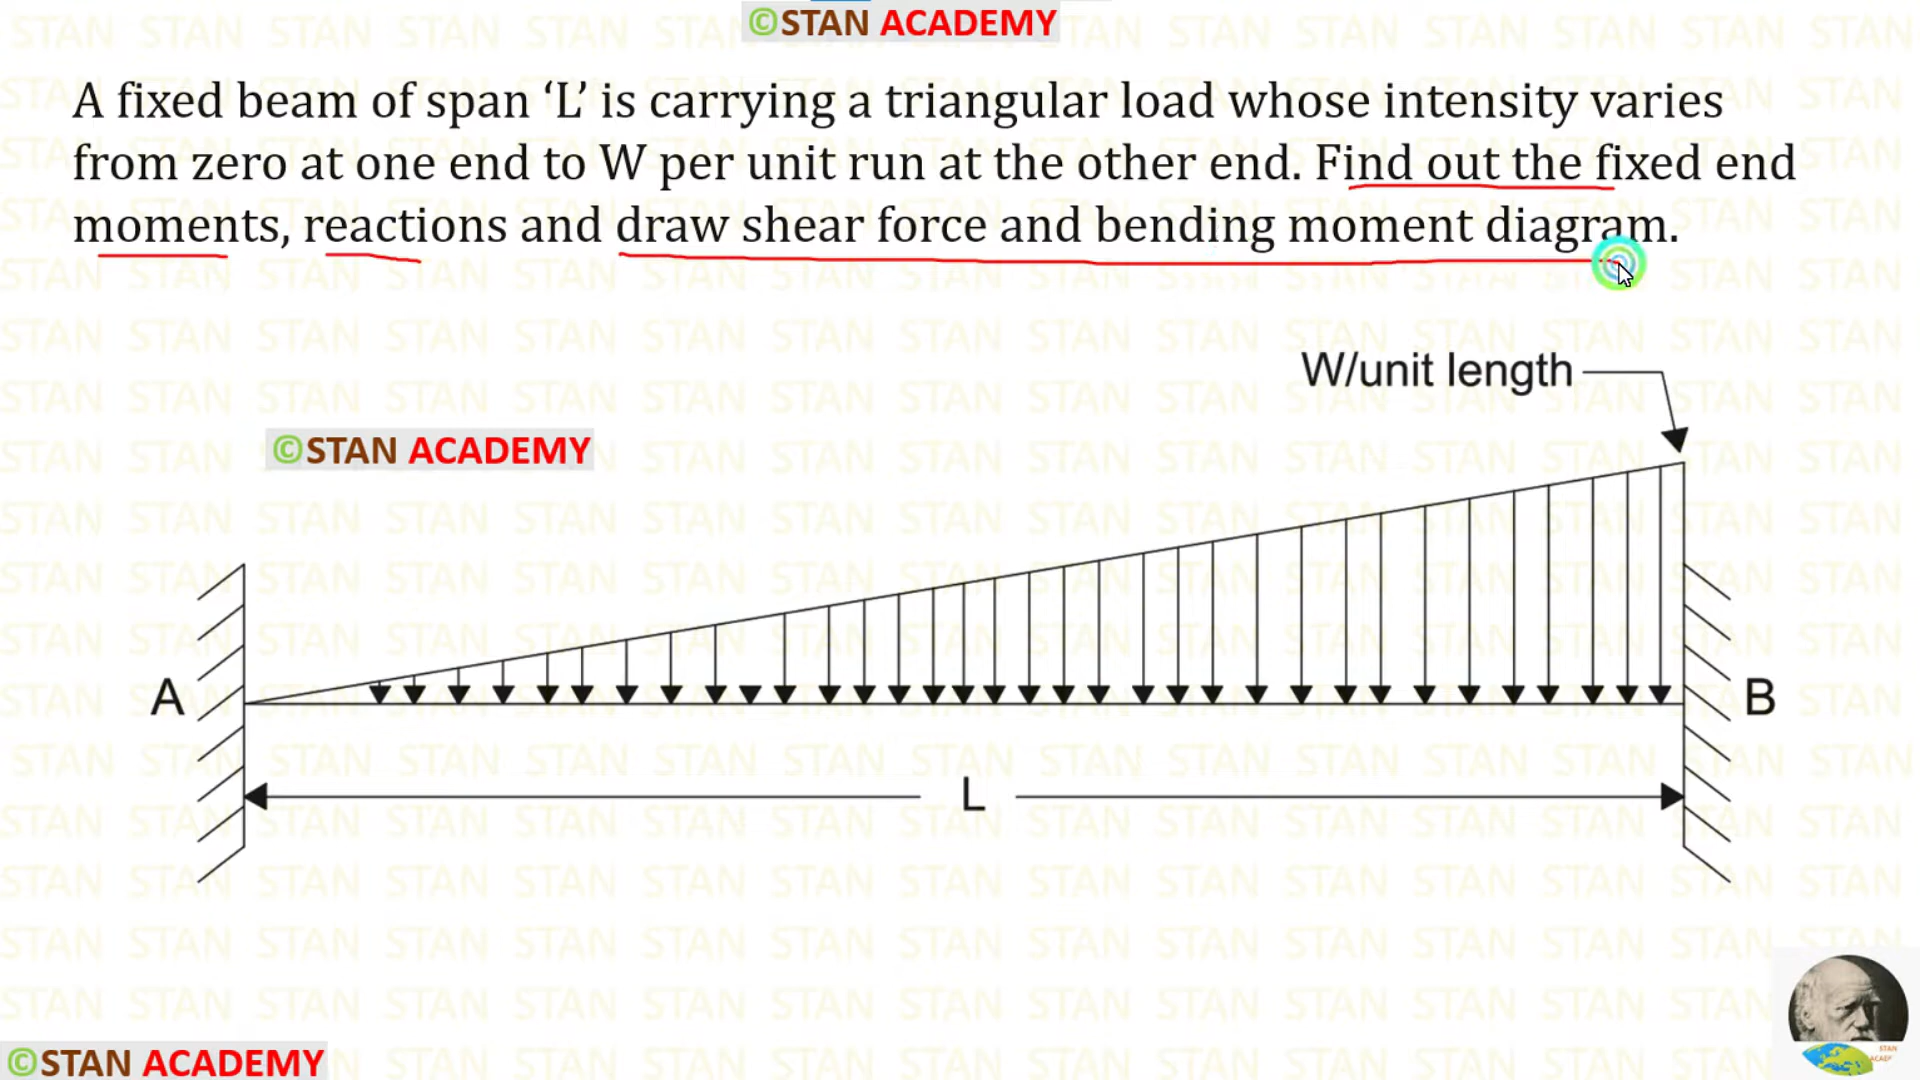 ©STAN ACADEMY
A fixed beam of span ‘L’ is carrying a triangular load whose intensity varies
from zero at one end to W per unit run at the other end. Find out the fixed end
moments, reactions and draw shear force and bending moment diagram.
W/unit length
©STAN ACADEMY
A
B
L
©STAN ACADEMY